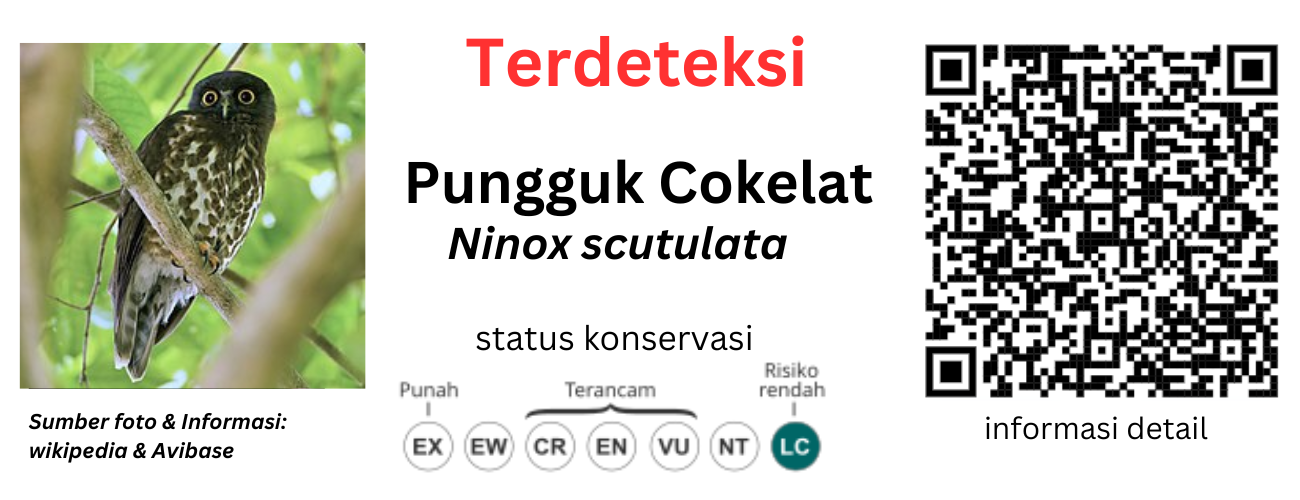 Terdeteksi
Pungguk Cokelat
Ninox scutulata
status konservasi
Punah
Terancam
Risiko
rendah
EX EW CR EN VU NT LC
Sumber foto & Informasi:
wikipedia & Avibase
informasi detail